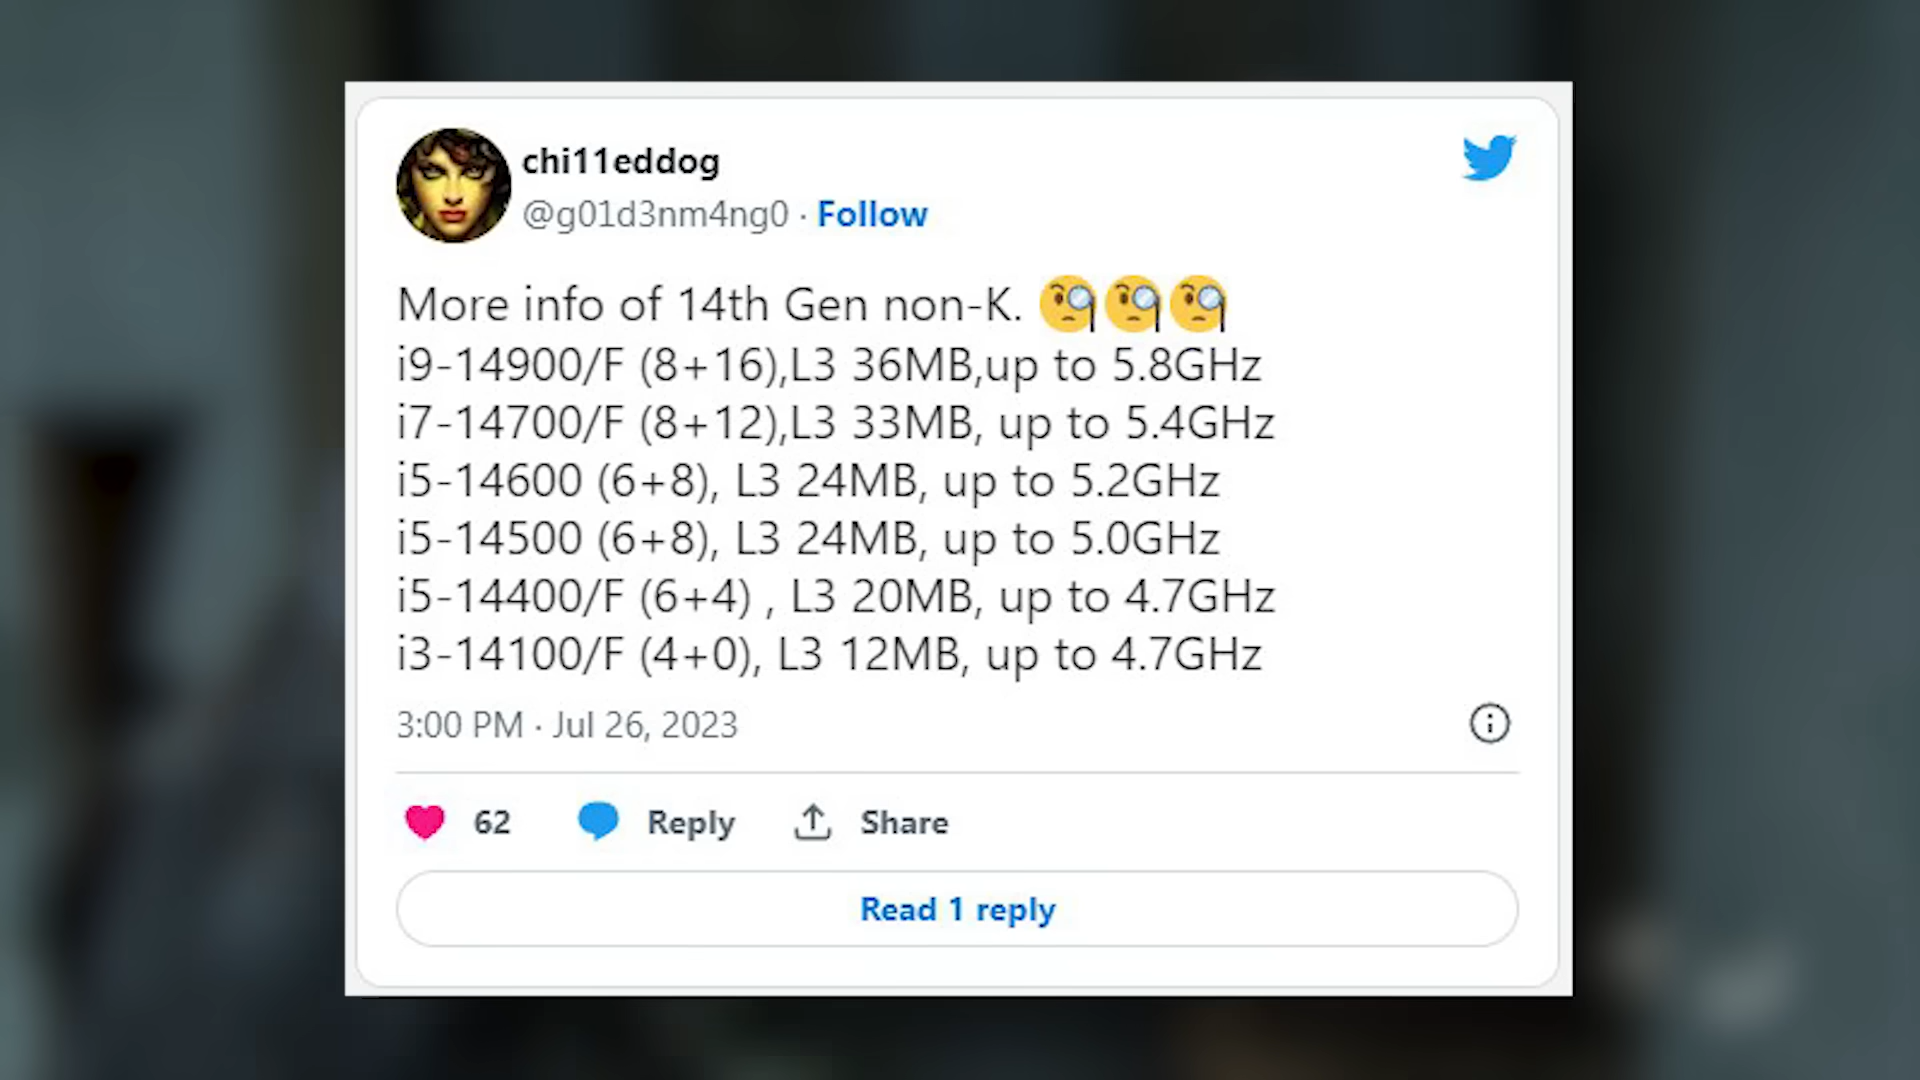 chi11eddog
@g01d3nm4ng0 · Follow
More info of 14th Gen non-K. 🧐🧐🧐
i9-14900/F (8+16),L3 36MB,up to 5.8GHz
i7-14700/F (8+12),L3 33MB, up to 5.4GHz
i5-14600 (6+8), L3 24MB, up to 5.2GHz
i5-14500 (6+8), L3 24MB, up to 5.0GHz
i5-14400/F (6+4) , L3 20MB, up to 4.7GHz
i3-14100/F (4+0), L3 12MB, up to 4.7GHz
3:00 PM · Jul 26, 2023
62 Reply Share
Read 1 reply